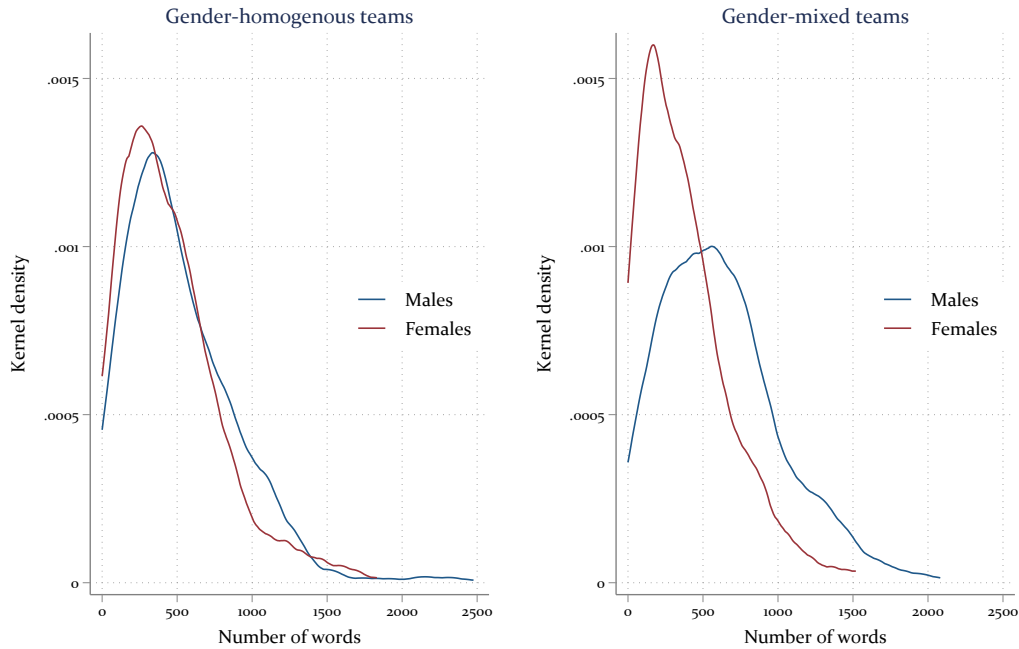 Gender-homogenous teams
.0015
.001
.0005
0
Kernel density
Males
Females
0 500 1000 1500 2000 2500
Number of words
Gender-mixed teams
.0015
.001
.0005
0
Kernel density
Males
Females
0 500 1000 1500 2000 2500
Number of words